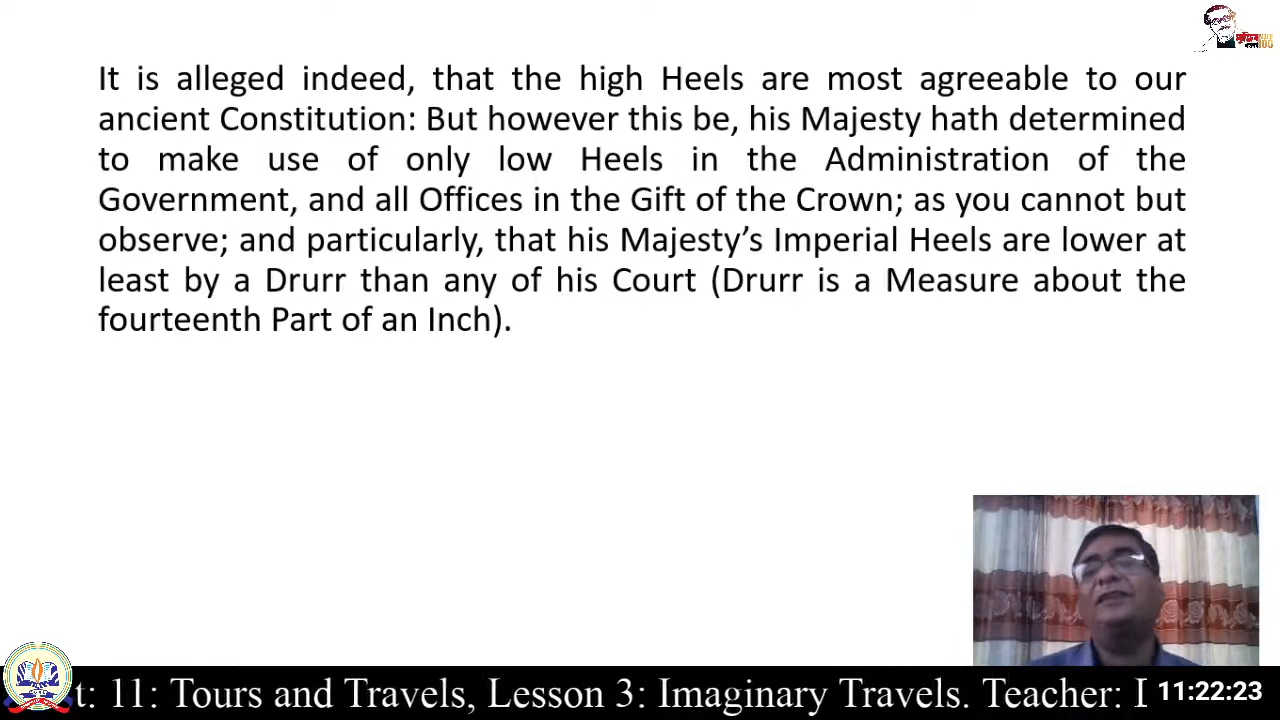 It is alleged indeed, that the high Heels are most agreeable to our
ancient Constitution: But however this be, his Majesty hath determined
to make use of only low Heels in the Administration of the
Government, and all Offices in the Gift of the Crown; as you cannot but
observe; and particularly, that his Majesty’s Imperial Heels are lower at
least by a Drurr than any of his Court (Drurr is a Measure about the
fourteenth Part of an Inch).
t: 11: Tours and Travels, Lesson 3: Imaginary Travels. Teacher:
11:22:23